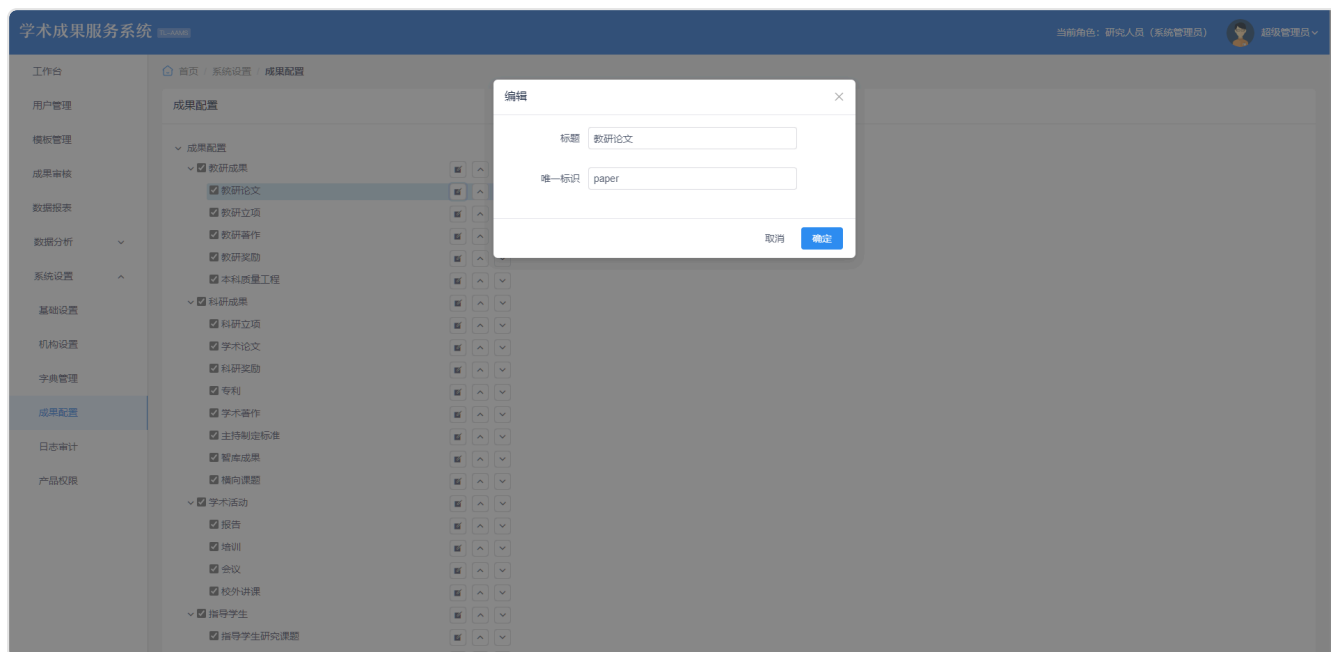 学术成果服务系统
当前角色：研究人员（系统管理员）
超级管理员
工作台
用户管理
模板管理
成果审核
数据报表
数据分析
系统设置
基础设置
机构设置
字典管理
成果配置
日志审计
产品权限
首页 / 系统设置 / 成果配置
成果配置
成果配置
教研成果
教研论文
教研立项
教研著作
教研奖励
本科质量工程
科研成果
科研立项
学术论文
科研奖励
专利
学术著作
主持制定标准
智库成果
横向课题
学术活动
报告
培训
会议
校外讲课
指导学生
指导学生研究课题
编辑
标题 教研论文
唯一标识 paper
取消 确定